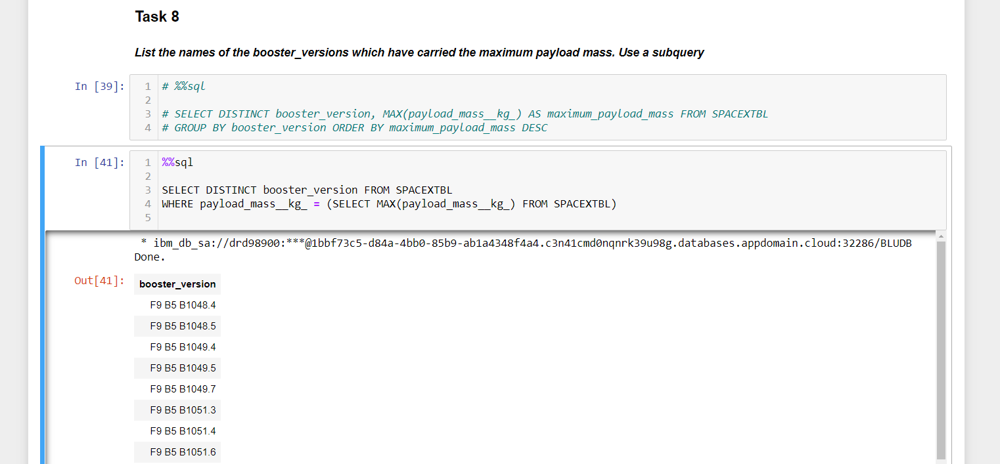 Task 8
List the names of the booster_versions which have carried the maximum payload mass. Use a subquery
In [39]:
1 # %%sql
2
3 # SELECT DISTINCT booster_version, MAX(payload_mass__kg_) AS maximum_payload_mass FROM SPACEXTBL
4 # GROUP BY booster_version ORDER BY maximum_payload_mass DESC
In [41]:
1 %%sql
2
3 SELECT DISTINCT booster_version FROM SPACEXTBL
4 WHERE payload_mass__kg_ = (SELECT MAX(payload_mass__kg_) FROM SPACEXTBL)
5
* ibm_db_sa://drd98900:***@1bbf73c5-d84a-4bb0-85b9-ab1a4348f4a4.c3n41cmd0nqnrk39u98g.databases.appdomain.cloud:32286/BLUDB
Done.
Out[41]:
booster_version
F9 B5 B1048.4
F9 B5 B1048.5
F9 B5 B1049.4
F9 B5 B1049.5
F9 B5 B1049.7
F9 B5 B1051.3
F9 B5 B1051.4
F9 B5 B1051.6